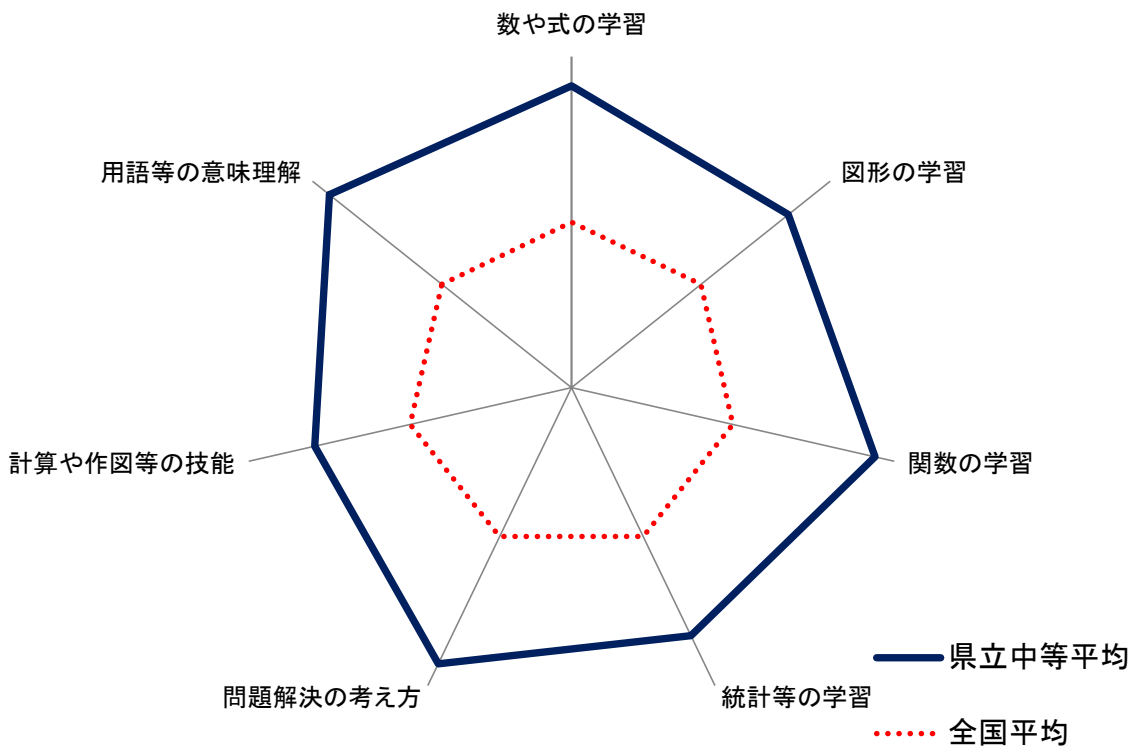 数や式の学習
用語等の意味理解
図形の学習
計算や作図等の技能
関数の学習
問題解決の考え方
統計等の学習
県立中等平均
全国平均